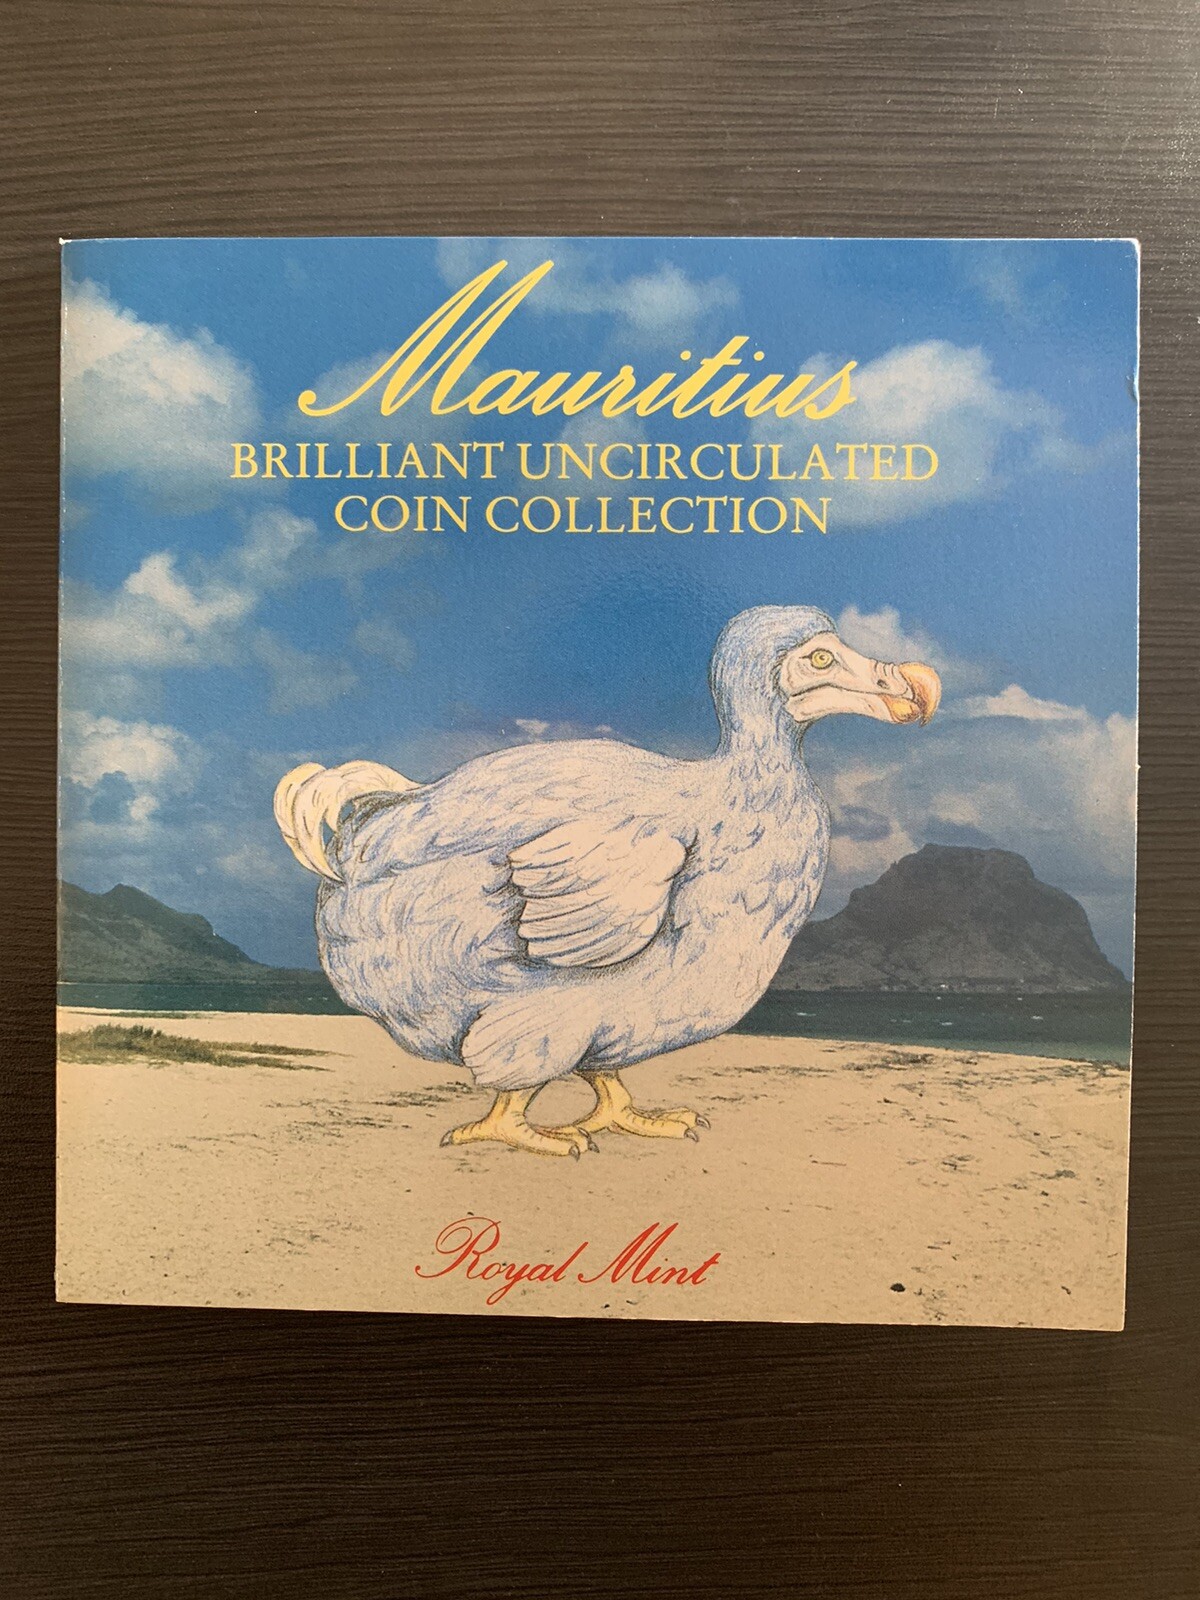 Mauritius
BRILLIANT UNCIRCULATED
COIN COLLECTION
Royal Mint